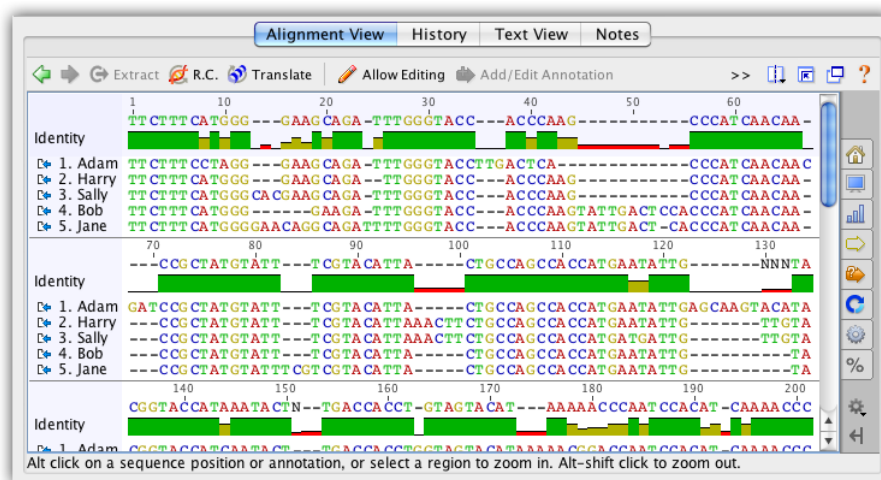 Alignment View History Text View Notes
Extract R.C. Translate Allow Editing Add/Edit Annotation >> ?
1 10 20 30 40 50 60
TTCTTTCATGGG---GAAGCAGA-TTTGGGTACC---ACCCAAG-----------CCCATCAACAA-
Identity
1. Adam TTCTTTCCTAGG---GAAGCAGA-TTTGGGTACCTTGACTCA-------------CCCATCAACAAC
2. Harry TTCTTTCATGGG---GAAGCAGA-TTTGGGTACC---ACCCAAG-----------CCCATCAACAA-
3. Sally TTCTTTCATGGGCACGAAGCAGA-TTTGGGTACC---ACCCAAG-----------CCCATCAACAA-
4. Bob TTCTTTCATGGG------GAAGA-TTTGGGTACC---ACCCAAGTATTGACTCCACCCATCAACAA-
5. Jane TTCTTTCATGGGGAACAGGCAGATTTTGGGTACC---ACCCAAGTATTGACT-CACCCATCAACAA-
70 80 90 100 110 120 130
---CCGCTATGTATT---TCGTACATTA-----CTGCCAGCCACCATGAATATTG-------NNNTA
Identity
1. Adam GATCCGCTATGTATT---TCGTACATTA-----CTGCCAGCCACCATGAATATTGAGCAAGTACATA
2. Harry ---CCGCTATGTATT---TCGTACATTAAACTTCTGCCAGCCACCATGAATATTG-------TTGTA
3. Sally ---CCGCTATGTATT---TCGTACATTAAACTTCTGCCAGCCACCATGATGATTG-------TTGTA
4. Bob ---CCGCTATGTATT---TCGTACATTA-----CTGCCAGCCACCATGAATATTG----------TA
5. Jane ---CCGCTATGTATTTCGTCGTACATTA-----CTGCCAGCCACCATGAATATTG----------TA
140 150 160 170 180 190 200
CGGTACCATAAATACTN--TGACCACCT-GTAGTACAT---AAAAACCCAATCCACAT-CAAAACCC
Identity
%
Alt click on a sequence position or annotation, or select a region to zoom in. Alt-shift click to zoom out.